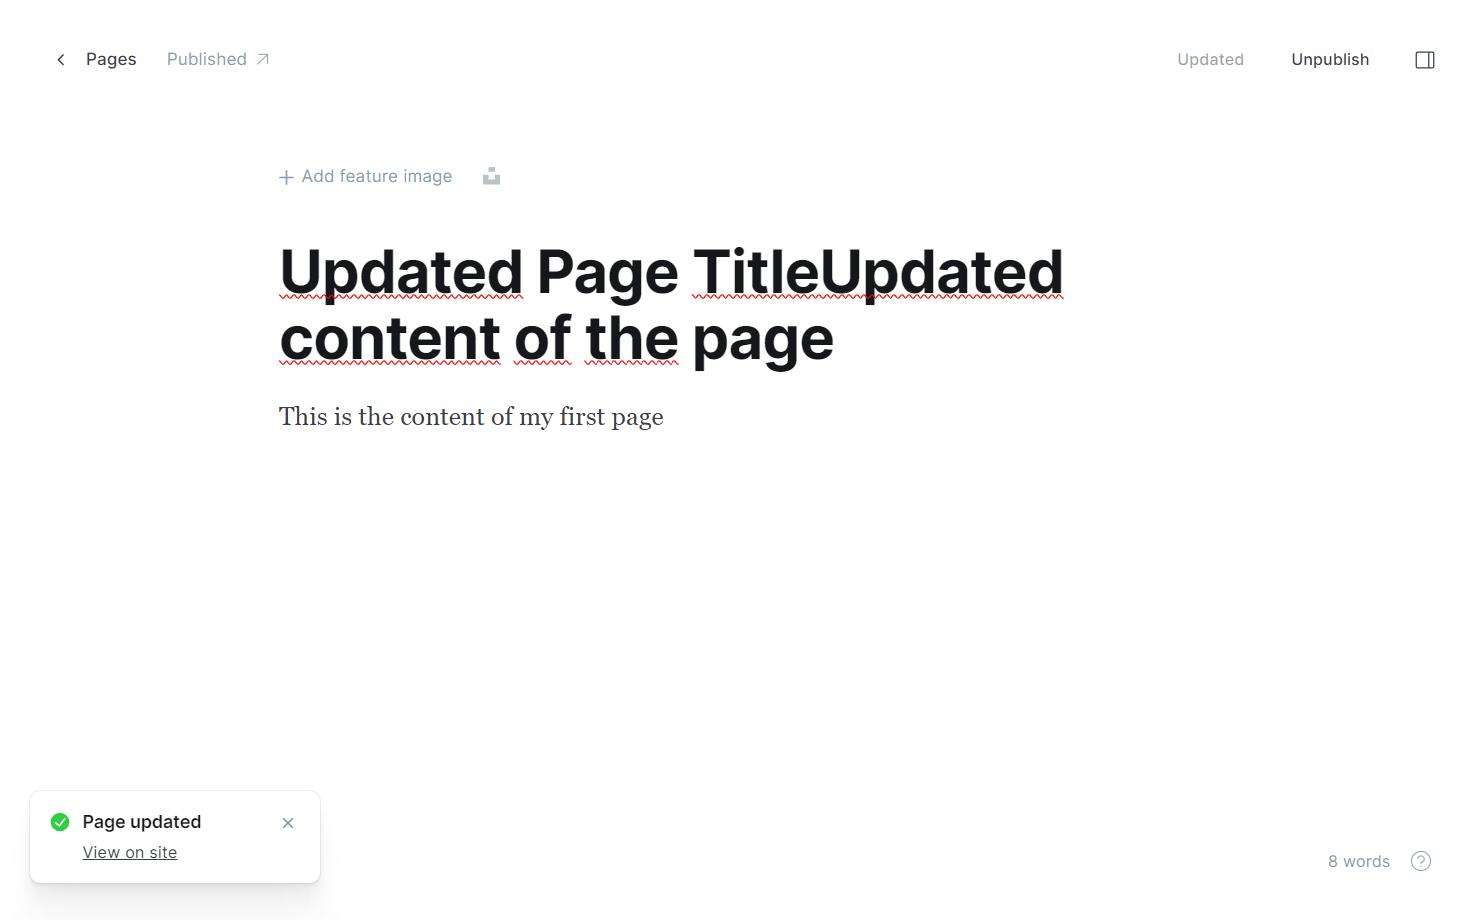 Pages Published Updated Unpublish
Add feature image
Updated Page TitleUpdated
content of the page
This is the content of my first page
Page updated
View on site
8 words